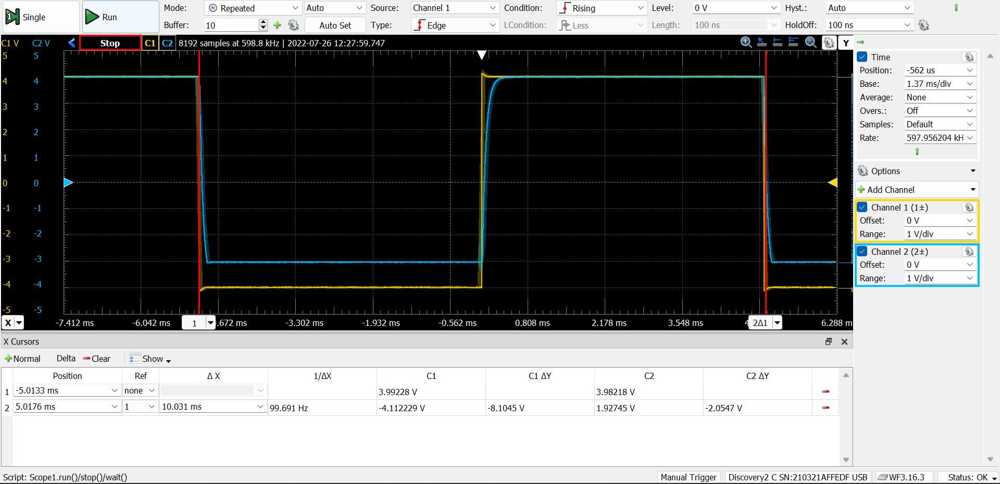 Single
Run
Mode: Repeated Auto Source: Channel 1 Condition: Rising Level: 0 V Hyst.: Auto
Buffer: 10 Auto Set Type: Edge LCondition: Less Length: 100 ns HoldOff: 100 ns
C1 V C2 V Stop C1 C2 8192 samples at 598.8 kHz | 2022-07-26 12:27:59.747 Y
5 5
4 4
3 3
2 2
1 1
0 0
-1 -1
-2 -2
-3 -3
-4 -4
-5 -5
X -7.412 ms -6.042 ms 1 .672 ms -3.302 ms -1.932 ms -0.562 ms 0.808 ms 2.178 ms 3.548 ms 4 2Δ1 6.288 m
Time
Position: -562 us
Base: 1.37 ms/div
Average: None
Overs.: Off
Samples: Default
Rate: 597.956204 kH
Options
Add Channel
Channel 1 (1±)
Offset: 0 V
Range: 1 V/div
Channel 2 (2±)
Offset: 0 V
Range: 1 V/div
X Cursors
Normal Delta Clear Show
Position Ref Δ X 1/ΔX C1 C1 ΔY C2 C2 ΔY
1 -5.0133 ms none 3.99228 V 3.98218 V
2 5.0176 ms 1 10.031 ms 99.691 Hz -4.112229 V -8.1045 V 1.92745 V -2.0547 V
Script: Scope1.run()/stop()/wait() Manual Trigger Discovery2 C SN:210321AFFEDF USB WF3.16.3 Status: OK